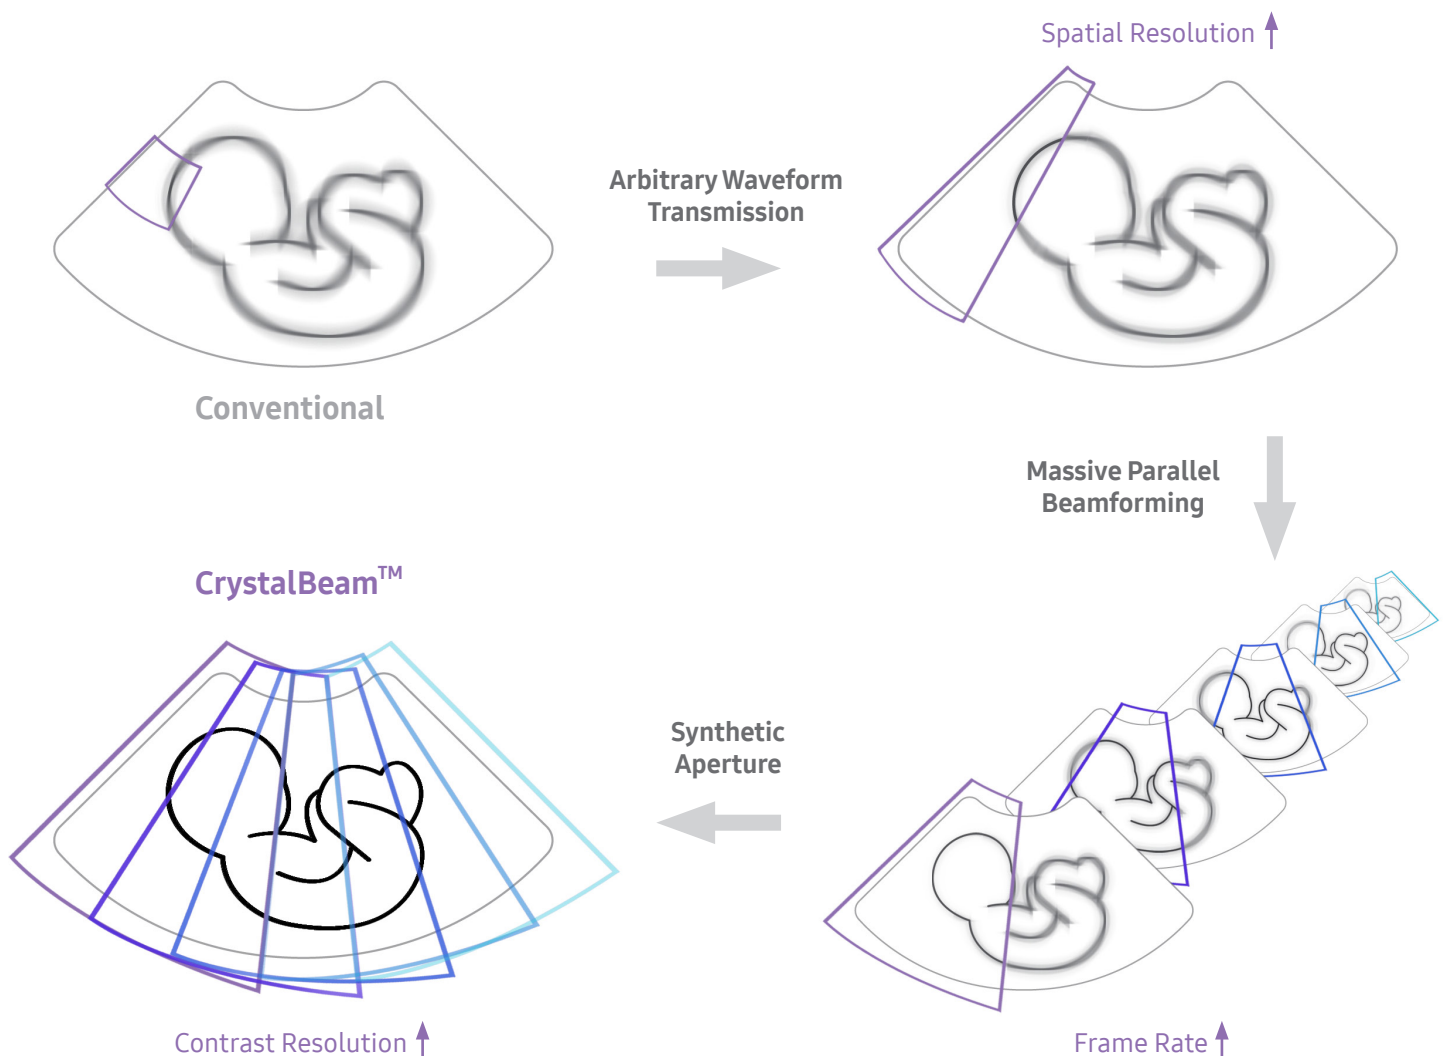 Spatial Resolution
Arbitrary Waveform
Transmission
Conventional
Massive Parallel
Beamforming
CrystalBeam™
Synthetic
Aperture
Contrast Resolution
Frame Rate